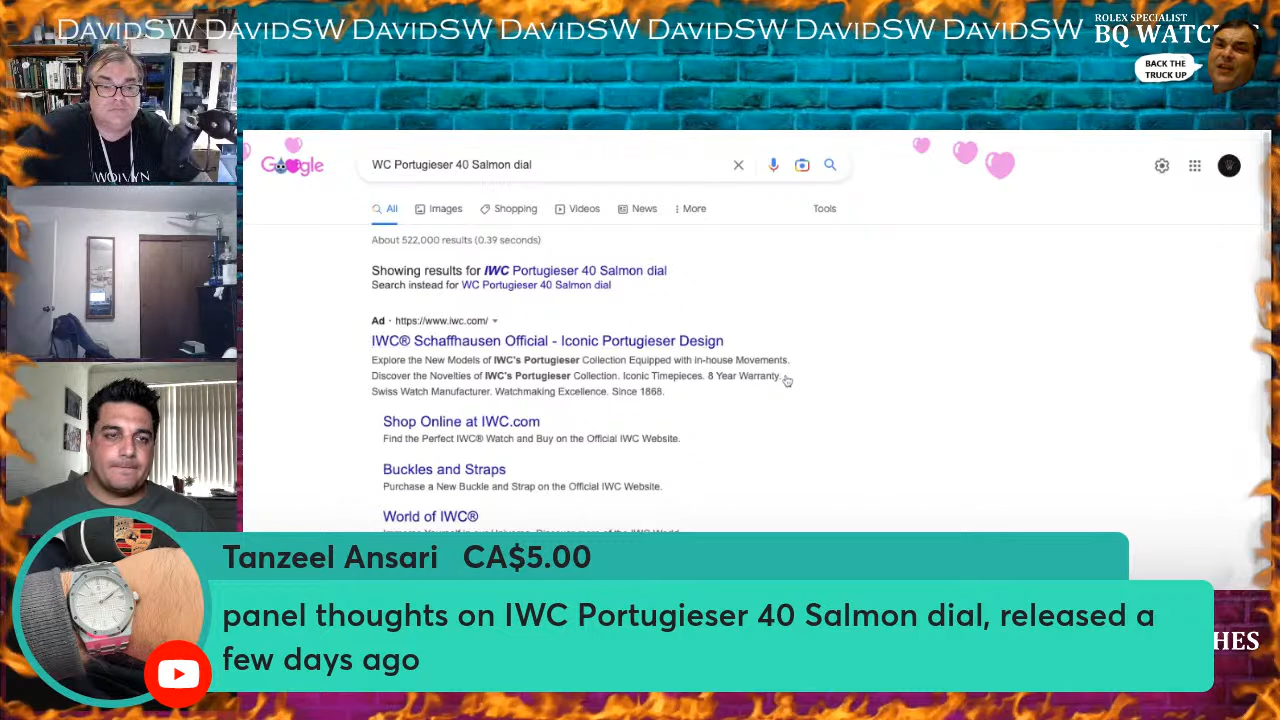 DAVIDSW DAVIDSW DAVIDSW DAVIDSW DAVIDSW DAVIDSW DAVIDSW
ROLEX SPECIALIST
BQ WATC
BACK THE
TRUCK UP
WOLVYN
Google
WC Portugieser 40 Salmon dial
All Images Shopping Videos News More Tools
About 522,000 results (0.39 seconds)
Showing results for IWC Portugieser 40 Salmon dial
Search instead for WC Portugieser 40 Salmon dial
Ad · https://www.iwc.com/
IWC® Schaffhausen Official - Iconic Portugieser Design
Explore the New Models of IWC's Portugieser Collection Equipped with in-house Movements.
Discover the Novelties of IWC's Portugieser Collection. Iconic Timepieces. 8 Year Warranty.
Swiss Watch Manufacturer. Watchmaking Excellence. Since 1868.
Shop Online at IWC.com
Find the Perfect IWC® Watch and Buy on the Official IWC Website.
Buckles and Straps
Purchase a New Buckle and Strap on the Official IWC Website.
World of IWC®
Tanzeel Ansari CA$5.00
panel thoughts on IWC Portugieser 40 Salmon dial, released a
few days ago
HES